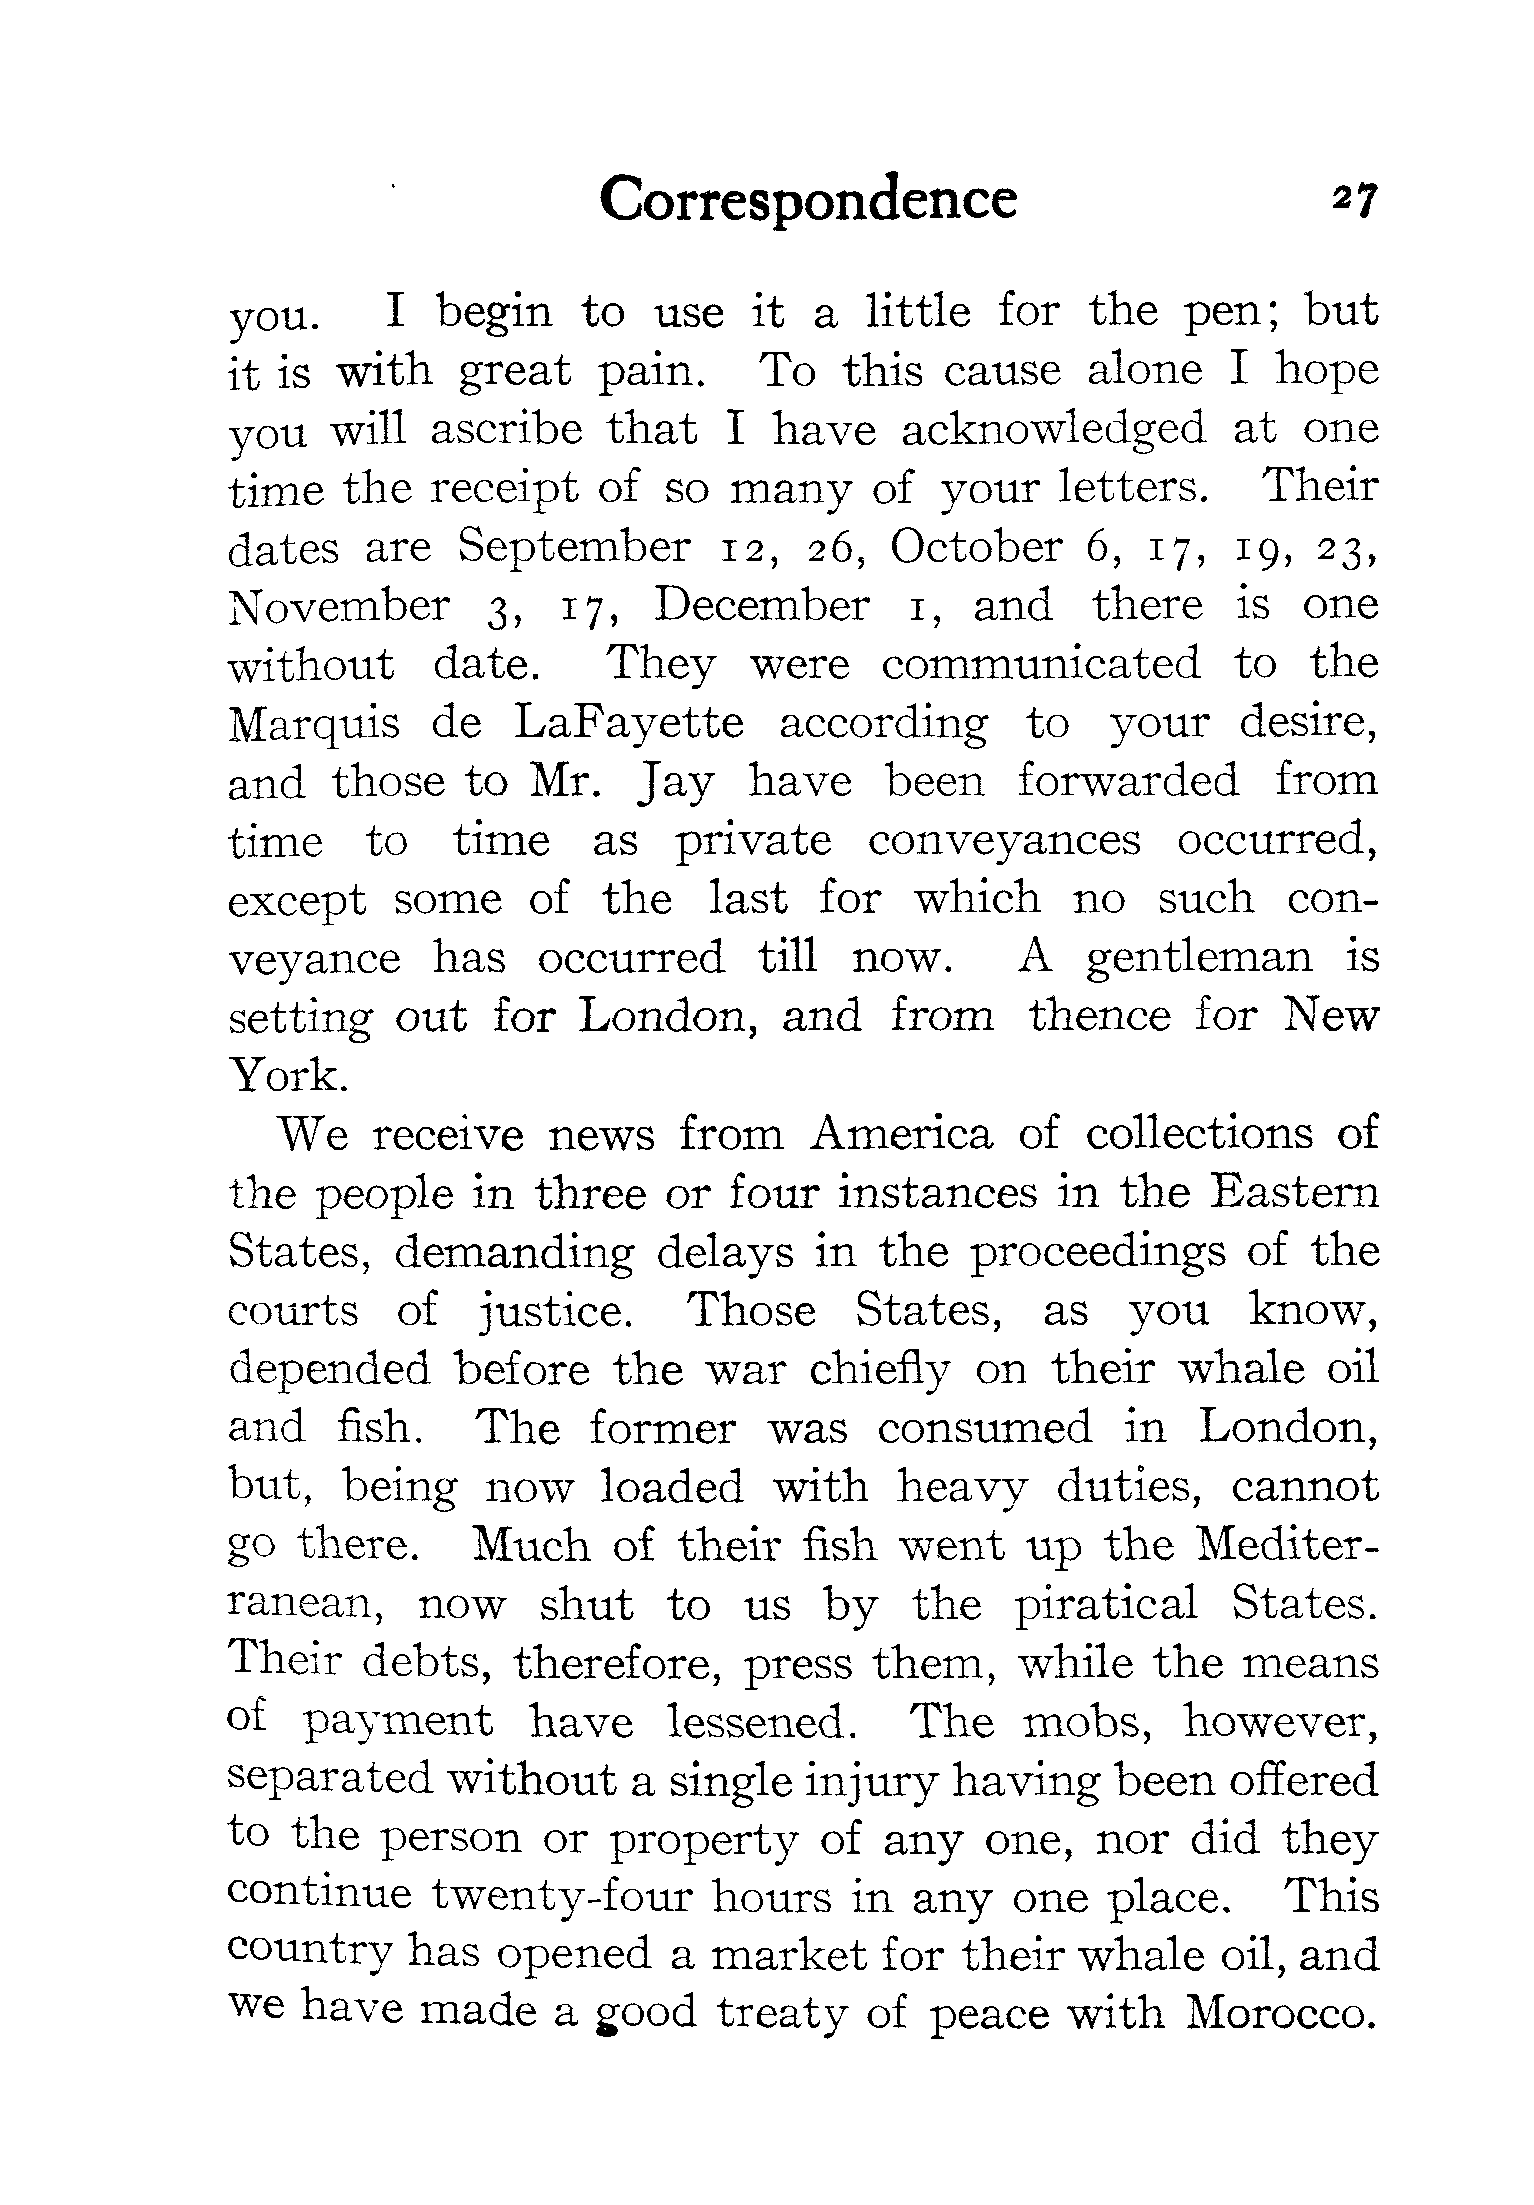 Correspondence 27
you. I begin to use it a little for the pen; but
it is with great pain. To this cause alone I hope
you will ascribe that I have acknowledged at one
time the receipt of so many of your letters. Their
dates are September 12, 26, October 6, 17, 19, 23,
November 3, 17, December 1, and there is one
without date. They were communicated to the
Marquis de LaFayette according to your desire,
and those to Mr. Jay have been forwarded from
time to time as private conveyances occurred,
except some of the last for which no such con-
veyance has occurred till now. A gentleman is
setting out for London, and from thence for New
York.
We receive news from America of collections of
the people in three or four instances in the Eastern
States, demanding delays in the proceedings of the
courts of justice. Those States, as you know,
depended before the war chiefly on their whale oil
and fish. The former was consumed in London,
but, being now loaded with heavy duties, cannot
go there. Much of their fish went up the Mediter-
ranean, now shut to us by the piratical States.
Their debts, therefore, press them, while the means
of payment have lessened. The mobs, however,
separated without a single injury having been offered
to the person or property of any one, nor did they
continue twenty-four hours in any one place. This
country has opened a market for their whale oil, and
we have made a good treaty of peace with Morocco.